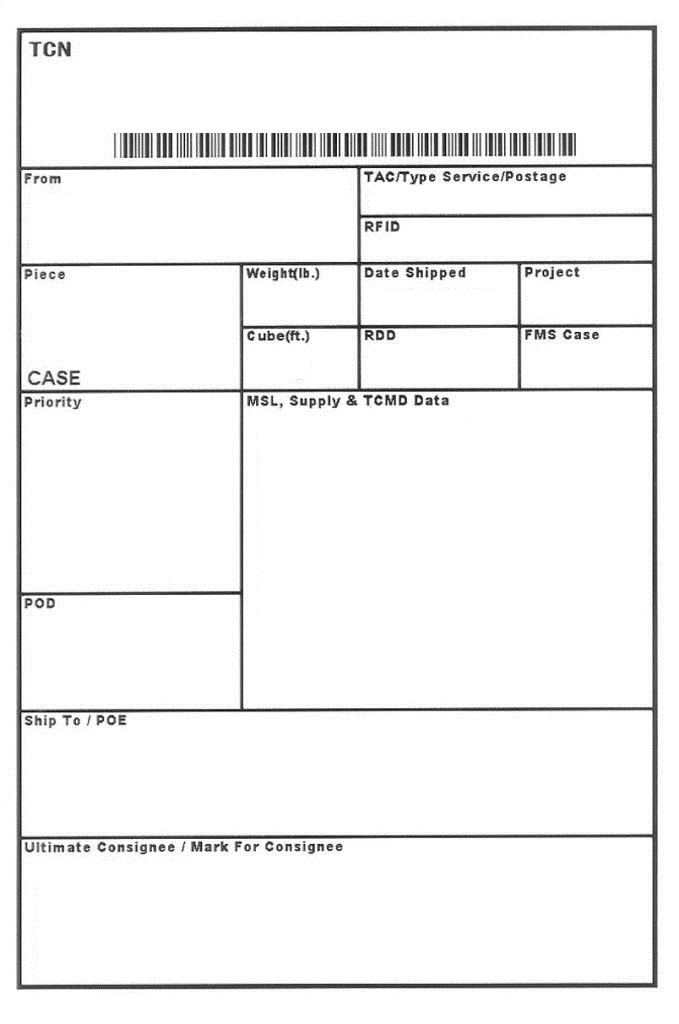 TCN
From
TAC/Type Service/Postage
RFID
Piece
CASE
Weight(lb.)
Date Shipped
Project
Cube(ft.)
RDD
FMS Case
Priority
MSL, Supply & TCMD Data
POD
Ship To / POE
Ultimate Consignee / Mark For Consignee